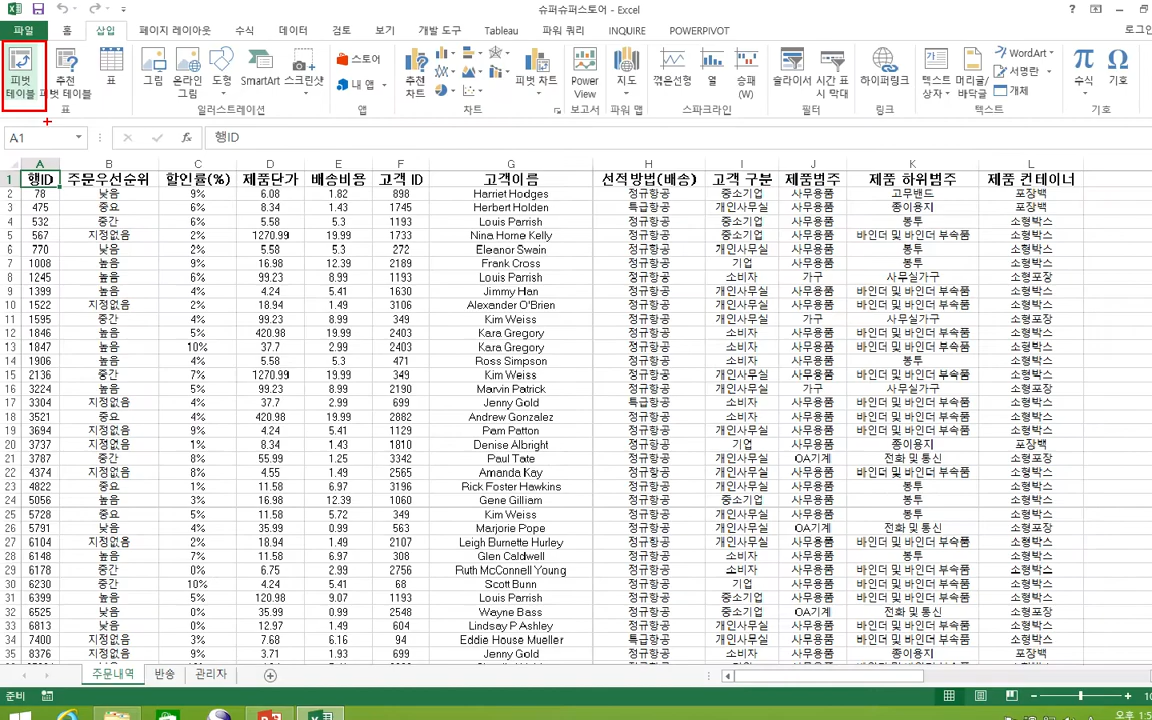 슈퍼슈퍼스토어 - Excel
파일 홈 삽입 페이지 레이아웃 수식 데이터 검토 보기 개발 도구 Tableau 파워 쿼리 INQUIRE POWERPIVOT 로그인
피벗 테이블 추천 피벗 테이블 표 그림 온라인 그림 도형 SmartArt 스크린샷 스토어 내 앱 추천 차트 피벗 차트 Power View 지도 꺾은선형 열 승패 (W) 슬라이서 시간 표시 막대 하이퍼링크 텍스트 상자 머리글/바닥글 WordArt 서명란 개체 수식 기호
표 일러스트레이션 앱 차트 보고서 파워 맵 스파크라인 필터 링크 텍스트 기호
A1 fx 행ID
A B C D E F G H I J K L
1 행ID 주문우선순위 할인률(%) 제품단가 배송비용 고객 ID 고객이름 선적방법(배송) 고객 구분 제품범주 제품 하위범주 제품 컨테이너
2 78 낮음 9% 6.08 1.82 898 Harriet Hodges 정규항공 중소기업 사무용품 고무밴드 포장백
3 475 중요 6% 8.34 1.43 1745 Herbert Holden 특급항공 개인사무실 사무용품 종이용지 포장백
4 532 중간 6% 5.58 5.3 1193 Louis Parrish 정규항공 중소기업 사무용품 봉투 소형박스
5 567 지정없음 2% 1270.99 19.99 1733 Nina Horne Kelly 정규항공 중소기업 사무용품 바인더 및 바인더 부속품 소형박스
6 770 낮음 2% 5.58 5.3 272 Eleanor Swain 정규항공 개인사무실 사무용품 봉투 소형박스
7 1008 높음 9% 16.98 12.39 2189 Frank Cross 정규항공 기업 사무용품 봉투 소형박스
8 1245 높음 6% 99.23 8.99 1193 Louis Parrish 정규항공 소비자 가구 사무실가구 소형포장
9 1399 높음 4% 4.24 5.41 1630 Jimmy Han 정규항공 개인사무실 사무용품 바인더 및 바인더 부속품 소형박스
10 1522 지정없음 2% 18.94 1.49 3106 Alexander O'Brien 정규항공 개인사무실 사무용품 바인더 및 바인더 부속품 소형박스
11 1595 중간 4% 99.23 8.99 349 Kim Weiss 정규항공 개인사무실 가구 사무실가구 소형포장
12 1846 높음 5% 420.98 19.99 2403 Kara Gregory 정규항공 소비자 사무용품 바인더 및 바인더 부속품 소형박스
13 1847 높음 10% 37.7 2.99 2403 Kara Gregory 정규항공 소비자 사무용품 바인더 및 바인더 부속품 소형박스
14 1906 높음 4% 5.58 5.3 471 Ross Simpson 정규항공 소비자 사무용품 봉투 소형박스
15 2136 중간 7% 1270.99 19.99 349 Kim Weiss 정규항공 개인사무실 사무용품 바인더 및 바인더 부속품 소형박스
16 3224 높음 5% 99.23 8.99 2190 Marvin Patrick 정규항공 개인사무실 가구 사무실가구 소형포장
17 3304 지정없음 4% 37.7 2.99 699 Jenny Gold 특급항공 소비자 사무용품 바인더 및 바인더 부속품 소형박스
18 3521 중요 4% 420.98 19.99 2882 Andrew Gonzalez 정규항공 소비자 사무용품 바인더 및 바인더 부속품 소형박스
19 3694 지정없음 9% 4.24 5.41 1129 Pam Patton 정규항공 개인사무실 사무용품 바인더 및 바인더 부속품 소형박스
20 3737 지정없음 1% 8.34 1.43 1810 Denise Albright 정규항공 기업 사무용품 종이용지 포장백
21 3787 중간 8% 55.99 1.25 3342 Paul Tate 정규항공 개인사무실 OA기계 전화 및 통신 소형포장
22 4374 지정없음 8% 4.55 1.49 2565 Amanda Kay 정규항공 개인사무실 사무용품 바인더 및 바인더 부속품 소형박스
23 4822 중요 1% 11.58 6.97 3196 Rick Foster Hawkins 정규항공 개인사무실 사무용품 봉투 소형박스
24 5056 높음 3% 16.98 12.39 1060 Gene Gilliam 정규항공 중소기업 사무용품 봉투 소형박스
25 5728 중요 5% 11.58 5.72 349 Kim Weiss 정규항공 개인사무실 사무용품 봉투 소형박스
26 5791 낮음 4% 35.99 0.99 563 Marjorie Pope 정규항공 개인사무실 OA기계 전화 및 통신 소형포장
27 6104 지정없음 2% 18.94 1.49 2107 Leigh Burnette Hurley 정규항공 개인사무실 사무용품 바인더 및 바인더 부속품 소형박스
28 6148 높음 7% 11.58 6.97 308 Glen Caldwell 정규항공 소비자 사무용품 봉투 소형박스
29 6178 중간 0% 6.75 2.99 2756 Ruth McConnell Young 정규항공 소비자 사무용품 바인더 및 바인더 부속품 소형박스
30 6230 중간 10% 4.24 5.41 68 Scott Bunn 정규항공 기업 사무용품 바인더 및 바인더 부속품 소형박스
31 6399 높음 5% 120.98 9.07 1193 Louis Parrish 정규항공 중소기업 사무용품 바인더 및 바인더 부속품 소형박스
32 6525 낮음 0% 35.99 0.99 2548 Wayne Bass 정규항공 중소기업 OA기계 전화 및 통신 소형포장
33 6813 낮음 0% 12.97 1.49 604 Lindsay P Ashley 정규항공 개인사무실 사무용품 바인더 및 바인더 부속품 소형박스
34 7400 지정없음 3% 7.68 6.16 94 Eddie House Mueller 특급항공 개인사무실 사무용품 바인더 및 바인더 부속품 소형박스
35 8376 지정없음 9% 3.71 1.93 699 Jenny Gold 정규항공 소비자 사무용품 종이용지 포장백
주문내역 반송 관리자
준비
오후